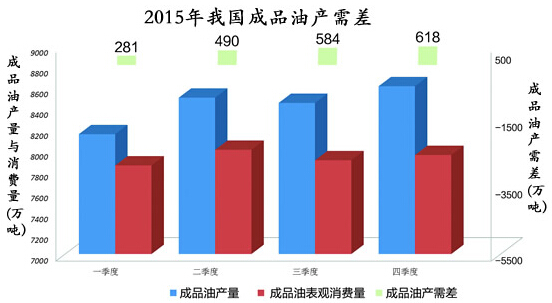 2015年我国成品油产需差
成品油产量与消费量(万吨)
9000
8800
8600
8400
8200
8000
7800
7600
7400
7200
7000
281
490
584
618
500
-1500
-3500
-5500
成品油产需差(万吨)
一季度
二季度
三季度
四季度
成品油产量
成品油表观消费量
成品油产需差